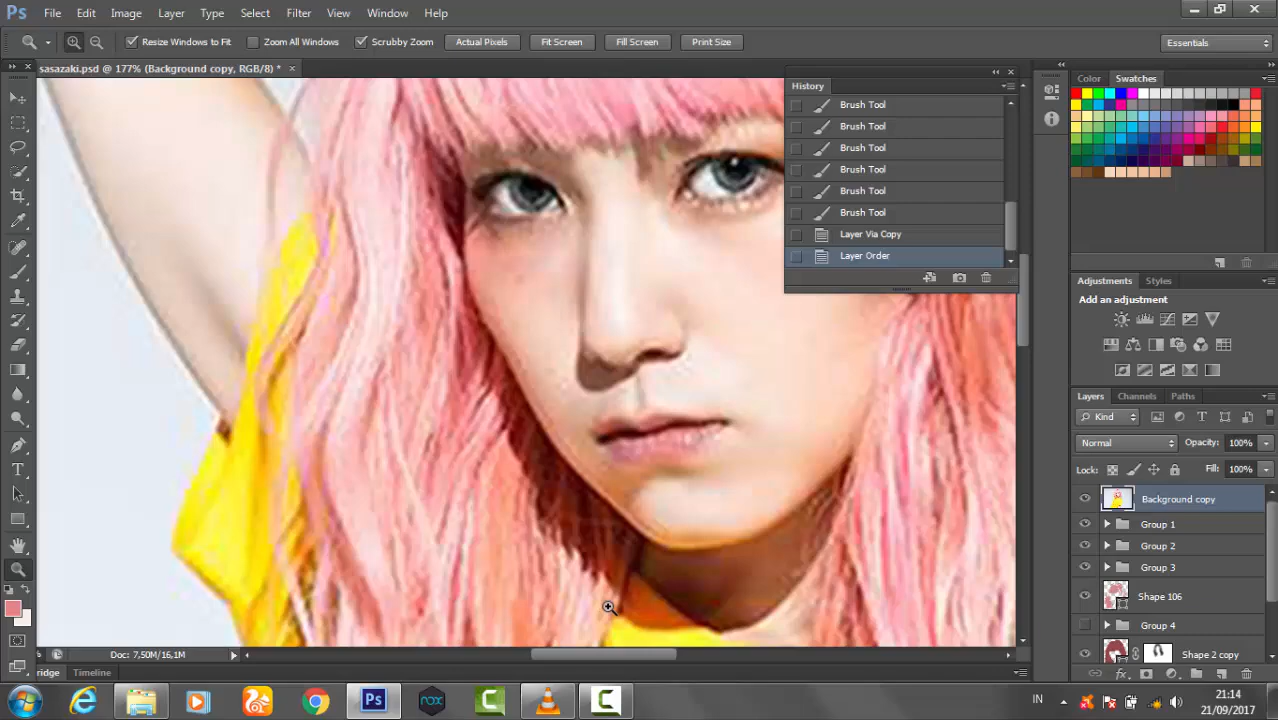 Ps File Edit Image Layer Type Select Filter View Window Help
Resize Windows to Fit Zoom All Windows Scrubby Zoom Actual Pixels Fit Screen Fill Screen Print Size Essentials
sasazaki.psd @ 177% (Background copy, RGB/8) * ×
History
Brush Tool
Brush Tool
Brush Tool
Brush Tool
Brush Tool
Brush Tool
Layer Via Copy
Layer Order
Color Swatches
Adjustments Styles
Add an adjustment
Layers Channels Paths
Kind
Normal Opacity: 100%
Lock: Fill: 100%
Background copy
Group 1
Group 2
Group 3
Shape 106
Group 4
Shape 2 copy
fx
Doc: 7,50M/16,1M
ridge Timeline
Ps nox C C IN 21:14
21/09/2017